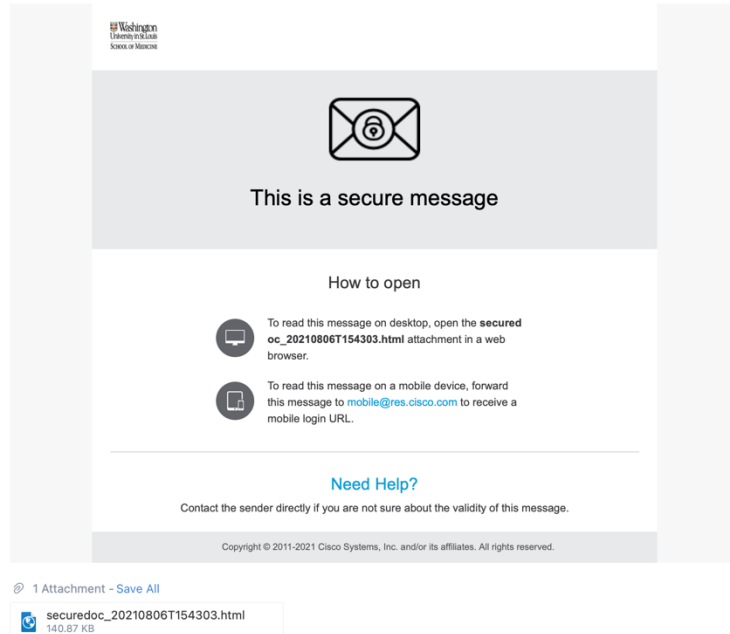 Washington
University in St. Louis
SCHOOL OF MEDICINE
This is a secure message
How to open
To read this message on desktop, open the secured
oc_20210806T154303.html attachment in a web
browser.
To read this message on a mobile device, forward
this message to mobile@res.cisco.com to receive a
mobile login URL.
Need Help?
Contact the sender directly if you are not sure about the validity of this message.
Copyright © 2011-2021 Cisco Systems, Inc. and/or its affiliates. All rights reserved.
1 Attachment - Save All
securedoc_20210806T154303.html
140.87 KB